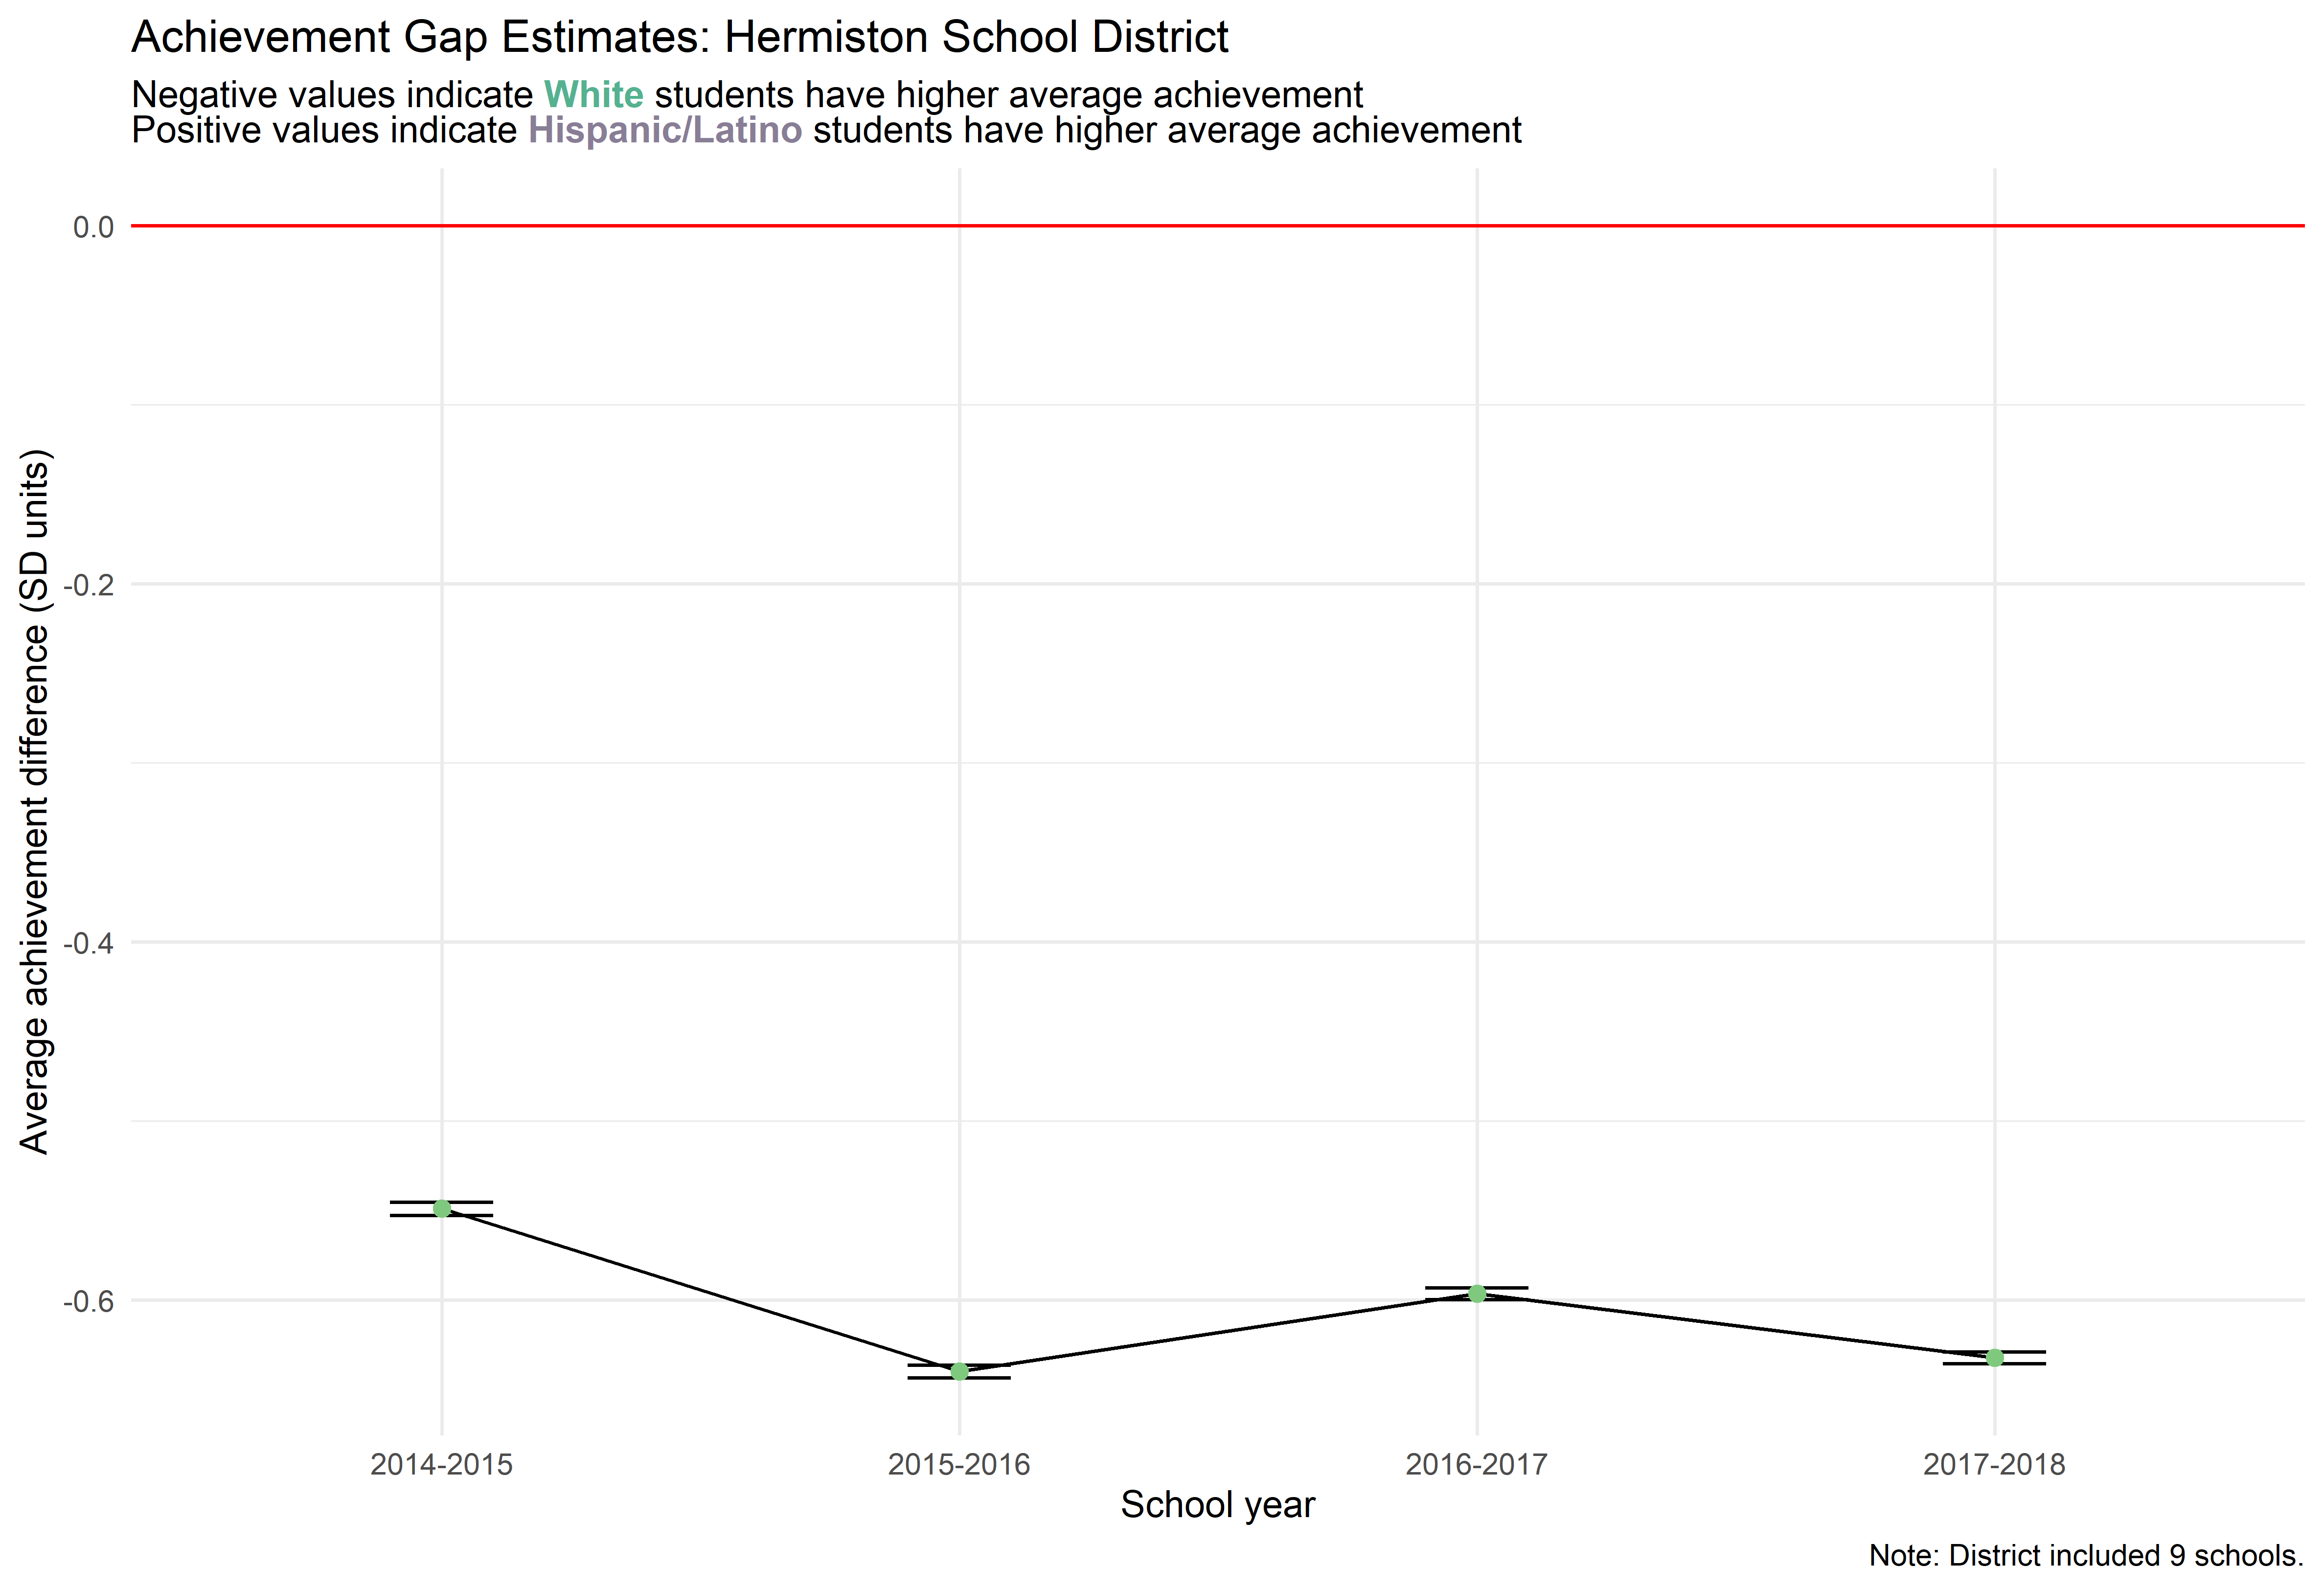 Achievement Gap Estimates: Hermiston School District
Negative values indicate White students have higher average achievement
Positive values indicate Hispanic/Latino students have higher average achievement
Average achievement difference (SD units)
0.0
-0.2
-0.4
-0.6
2014-2015
2015-2016
2016-2017
2017-2018
School year
Note: District included 9 schools.